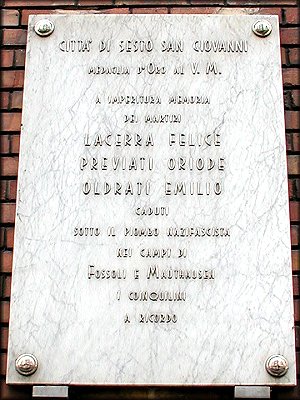 CITTÀ DI SESTO SAN GIOVANNI
MEDAGLIA D'ORO AL V. M.
A IMPERITURA MEMORIA
DEI MARTIRI
LACERRA FELICE
PREVIATI ORIODE
OLDRATI EMILIO
CADUTI
SOTTO IL PIOMBO NAZIFASCISTA
NEI CAMPI DI
FOSSOLI E MAUTHAUSEN
I CONQUILINI
A RICORDO